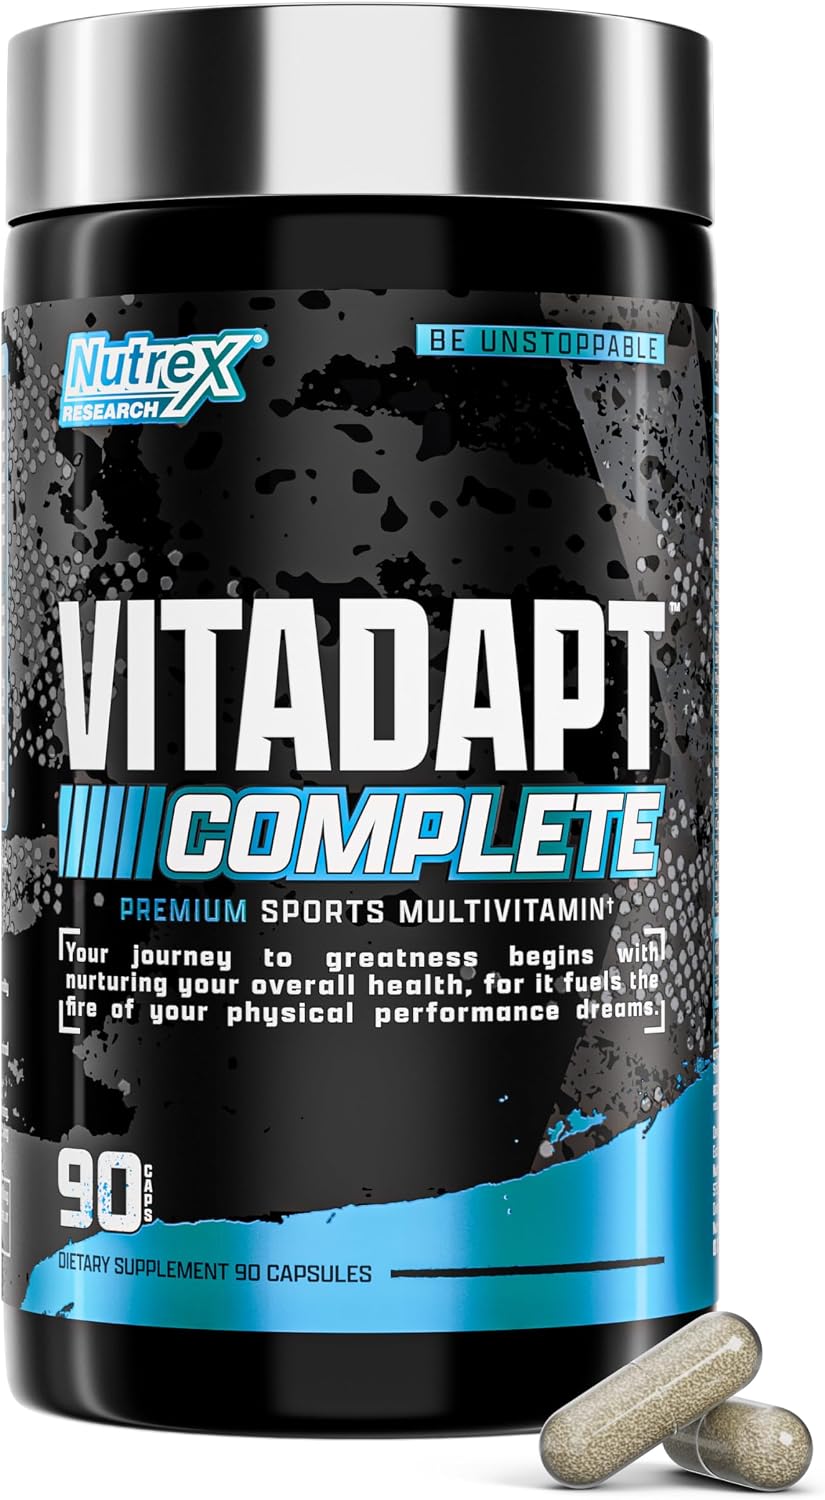 Nutrex®
RESEARCH
BE UNSTOPPABLE
VITADAPT™
COMPLETE
PREMIUM SPORTS MULTIVITAMIN†
Your journey to greatness begins with
nurturing your overall health, for it fuels the
fire of your physical performance dreams.
90 CAPS
DIETARY SUPPLEMENT 90 CAPSULES